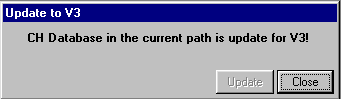 Update to V3
CH Database in the current path is update for V3!
Update
Close